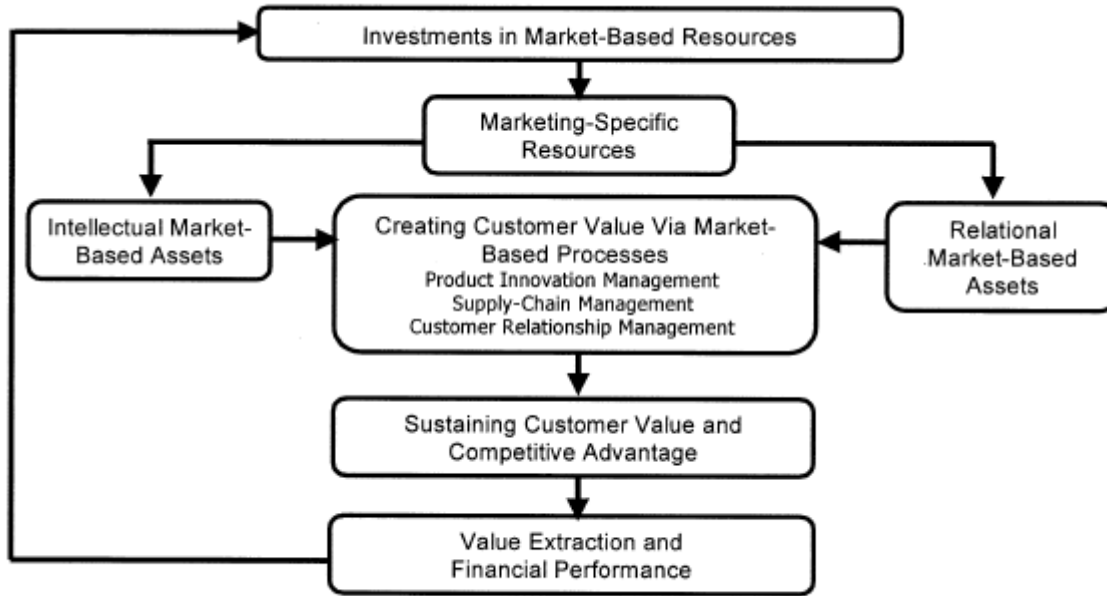 Investments in Market-Based Resources
Marketing-Specific
Resources
Intellectual Market-
Based Assets
Creating Customer Value Via Market-
Based Processes
Product Innovation Management
Supply-Chain Management
Customer Relationship Management
Relational
Market-Based
Assets
Sustaining Customer Value and
Competitive Advantage
Value Extraction and
Financial Performance